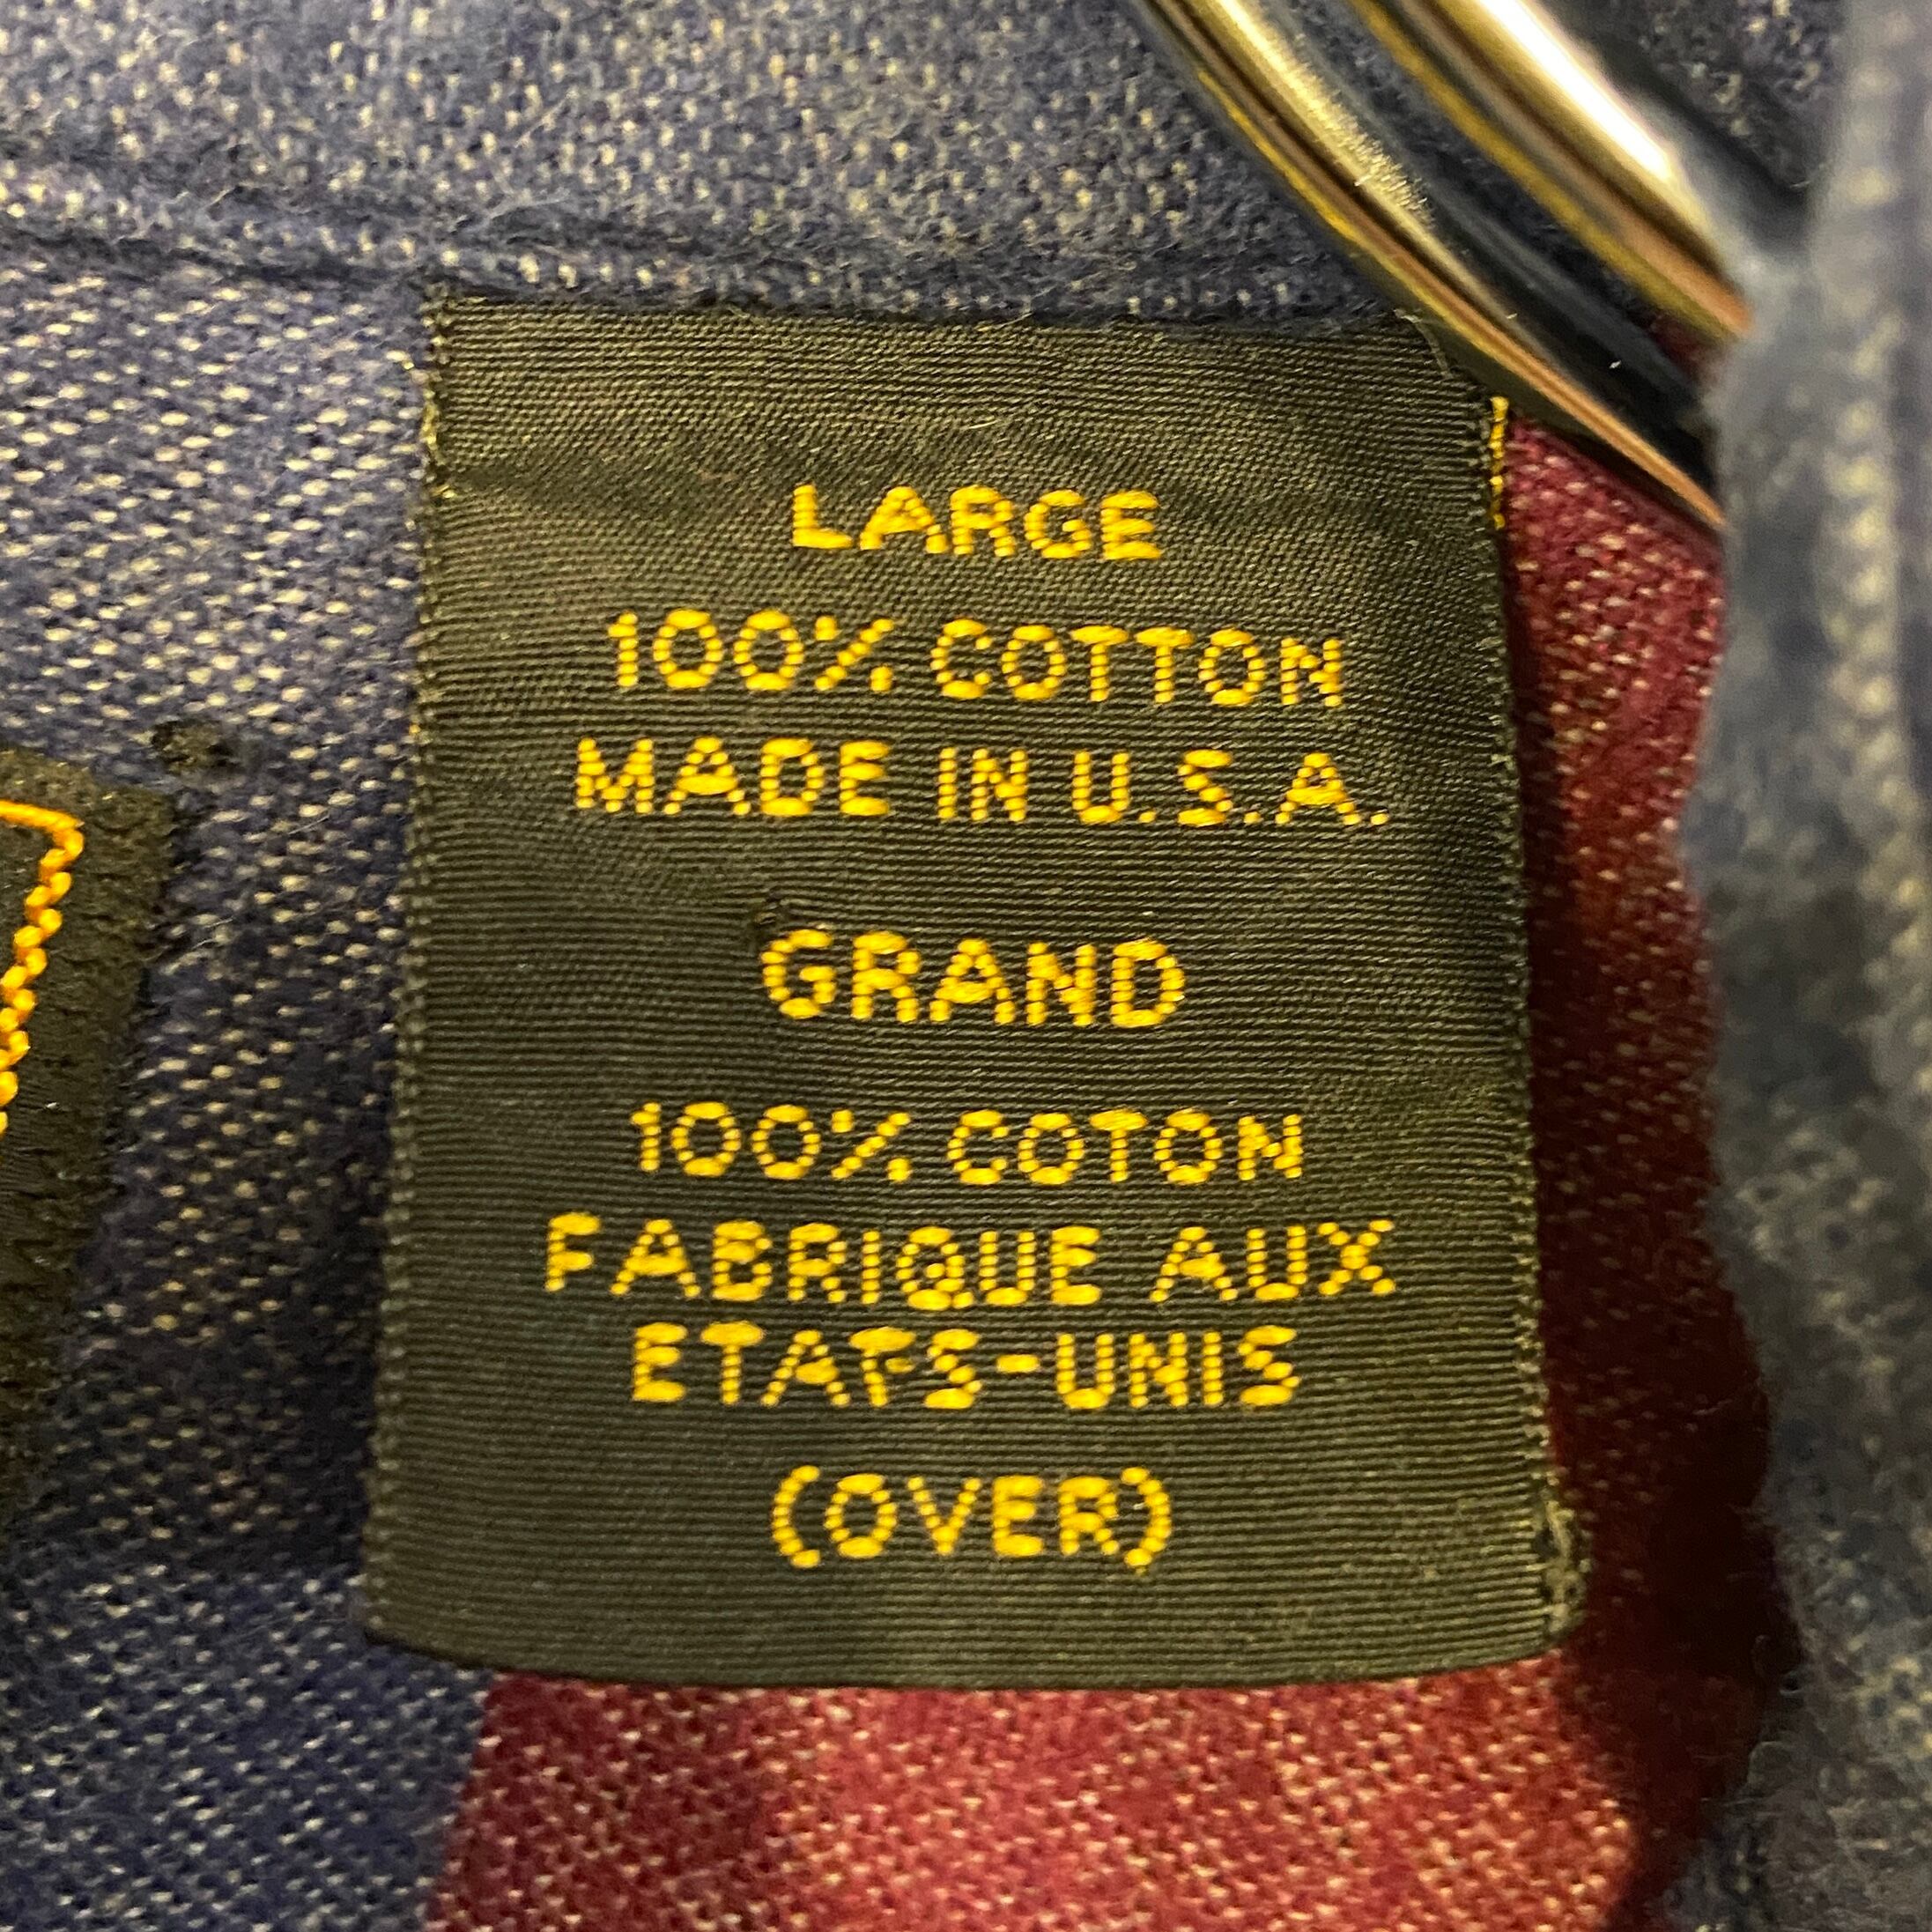 LARGE
100% COTTON
MADE IN U.S.A.
GRAND
100% COTON
FABRIQUE AUX
ETATS-UNIS
(OVER)